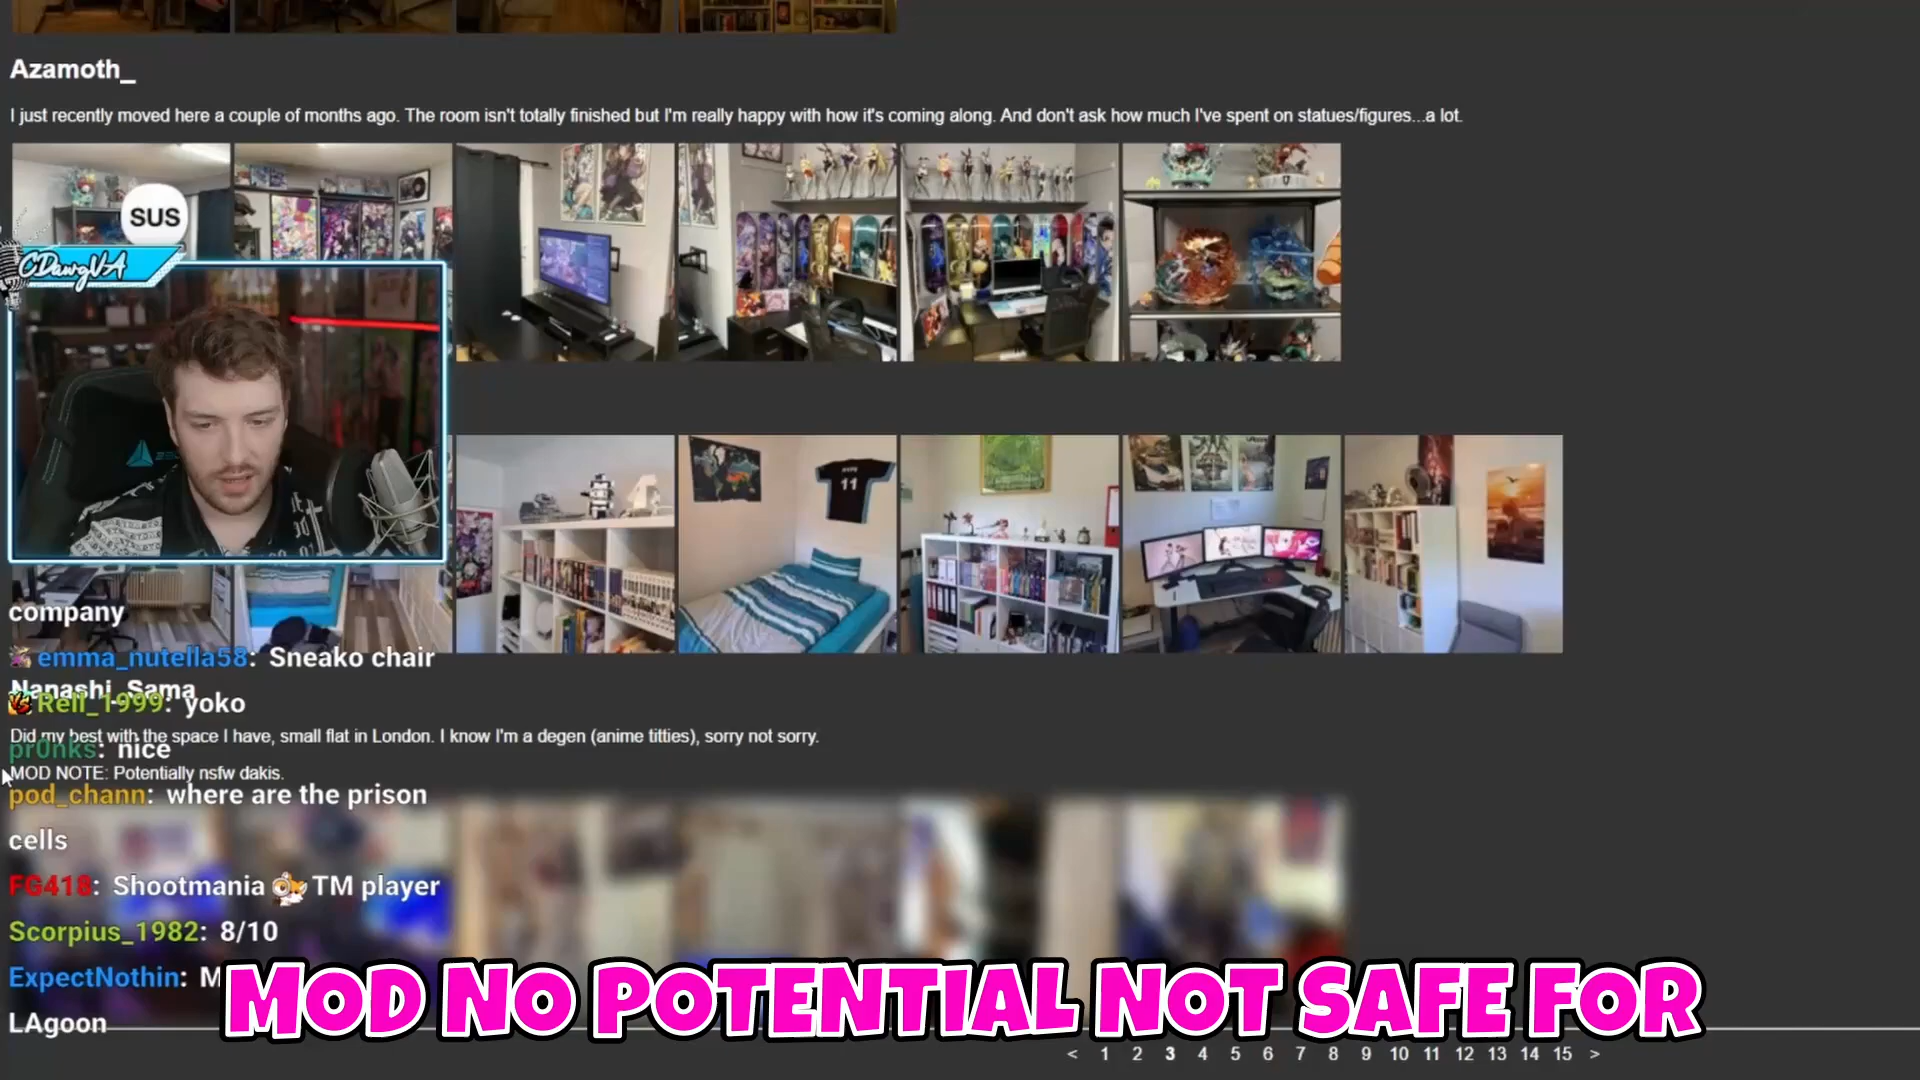 Azamoth_
I just recently moved here a couple of months ago. The room isn't totally finished but I'm really happy with how it's coming along. And don't ask how much I've spent on statues/figures...a lot.
SUS
CDawgVA
11
company
emma_nutella58: Sneako chair
Nanashi_Sama
Rell_1999: yoko
Did my best with the space I have, small flat in London. I know I'm a degen (anime titties), sorry not sorry.
pr0nks: nice
MOD NOTE: Potentially nsfw dakis.
pod_chann: where are the prison
cells
FG418: Shootmania TM player
Scorpius_1982: 8/10
ExpectNothin: M
LAgoon
MOD NO POTENTIAL NOT SAFE FOR
< 1 2 3 4 5 6 7 8 9 10 11 12 13 14 15 >